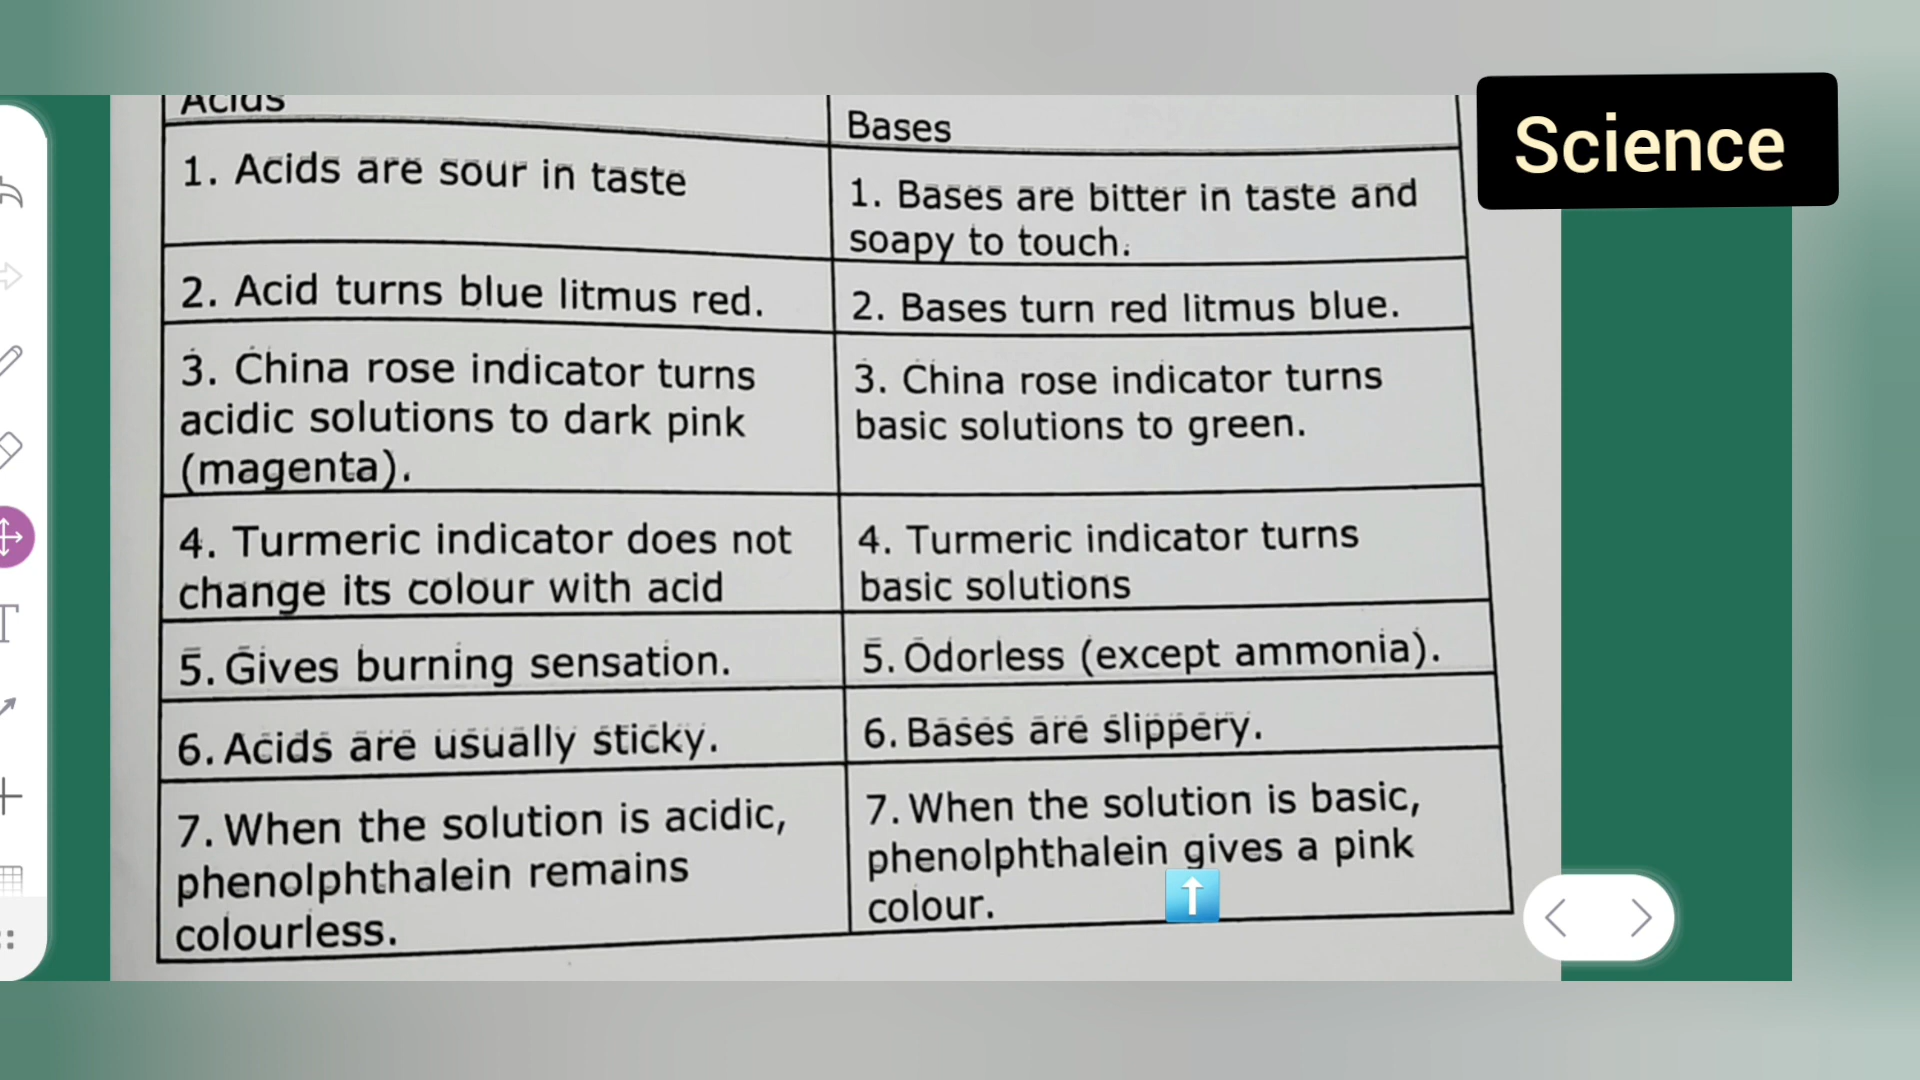 Science
Acids
Bases
1. Acids are sour in taste
1. Bases are bitter in taste and
soapy to touch.
2. Acid turns blue litmus red.
2. Bases turn red litmus blue.
3. China rose indicator turns
acidic solutions to dark pink
(magenta).
3. China rose indicator turns
basic solutions to green.
4. Turmeric indicator does not
change its colour with acid
4. Turmeric indicator turns
basic solutions
5. Gives burning sensation.
5. Odorless (except ammonia).
6. Acids are usually sticky.
6. Bases are slippery.
7. When the solution is acidic,
phenolphthalein remains
colourless.
7. When the solution is basic,
phenolphthalein gives a pink
colour.